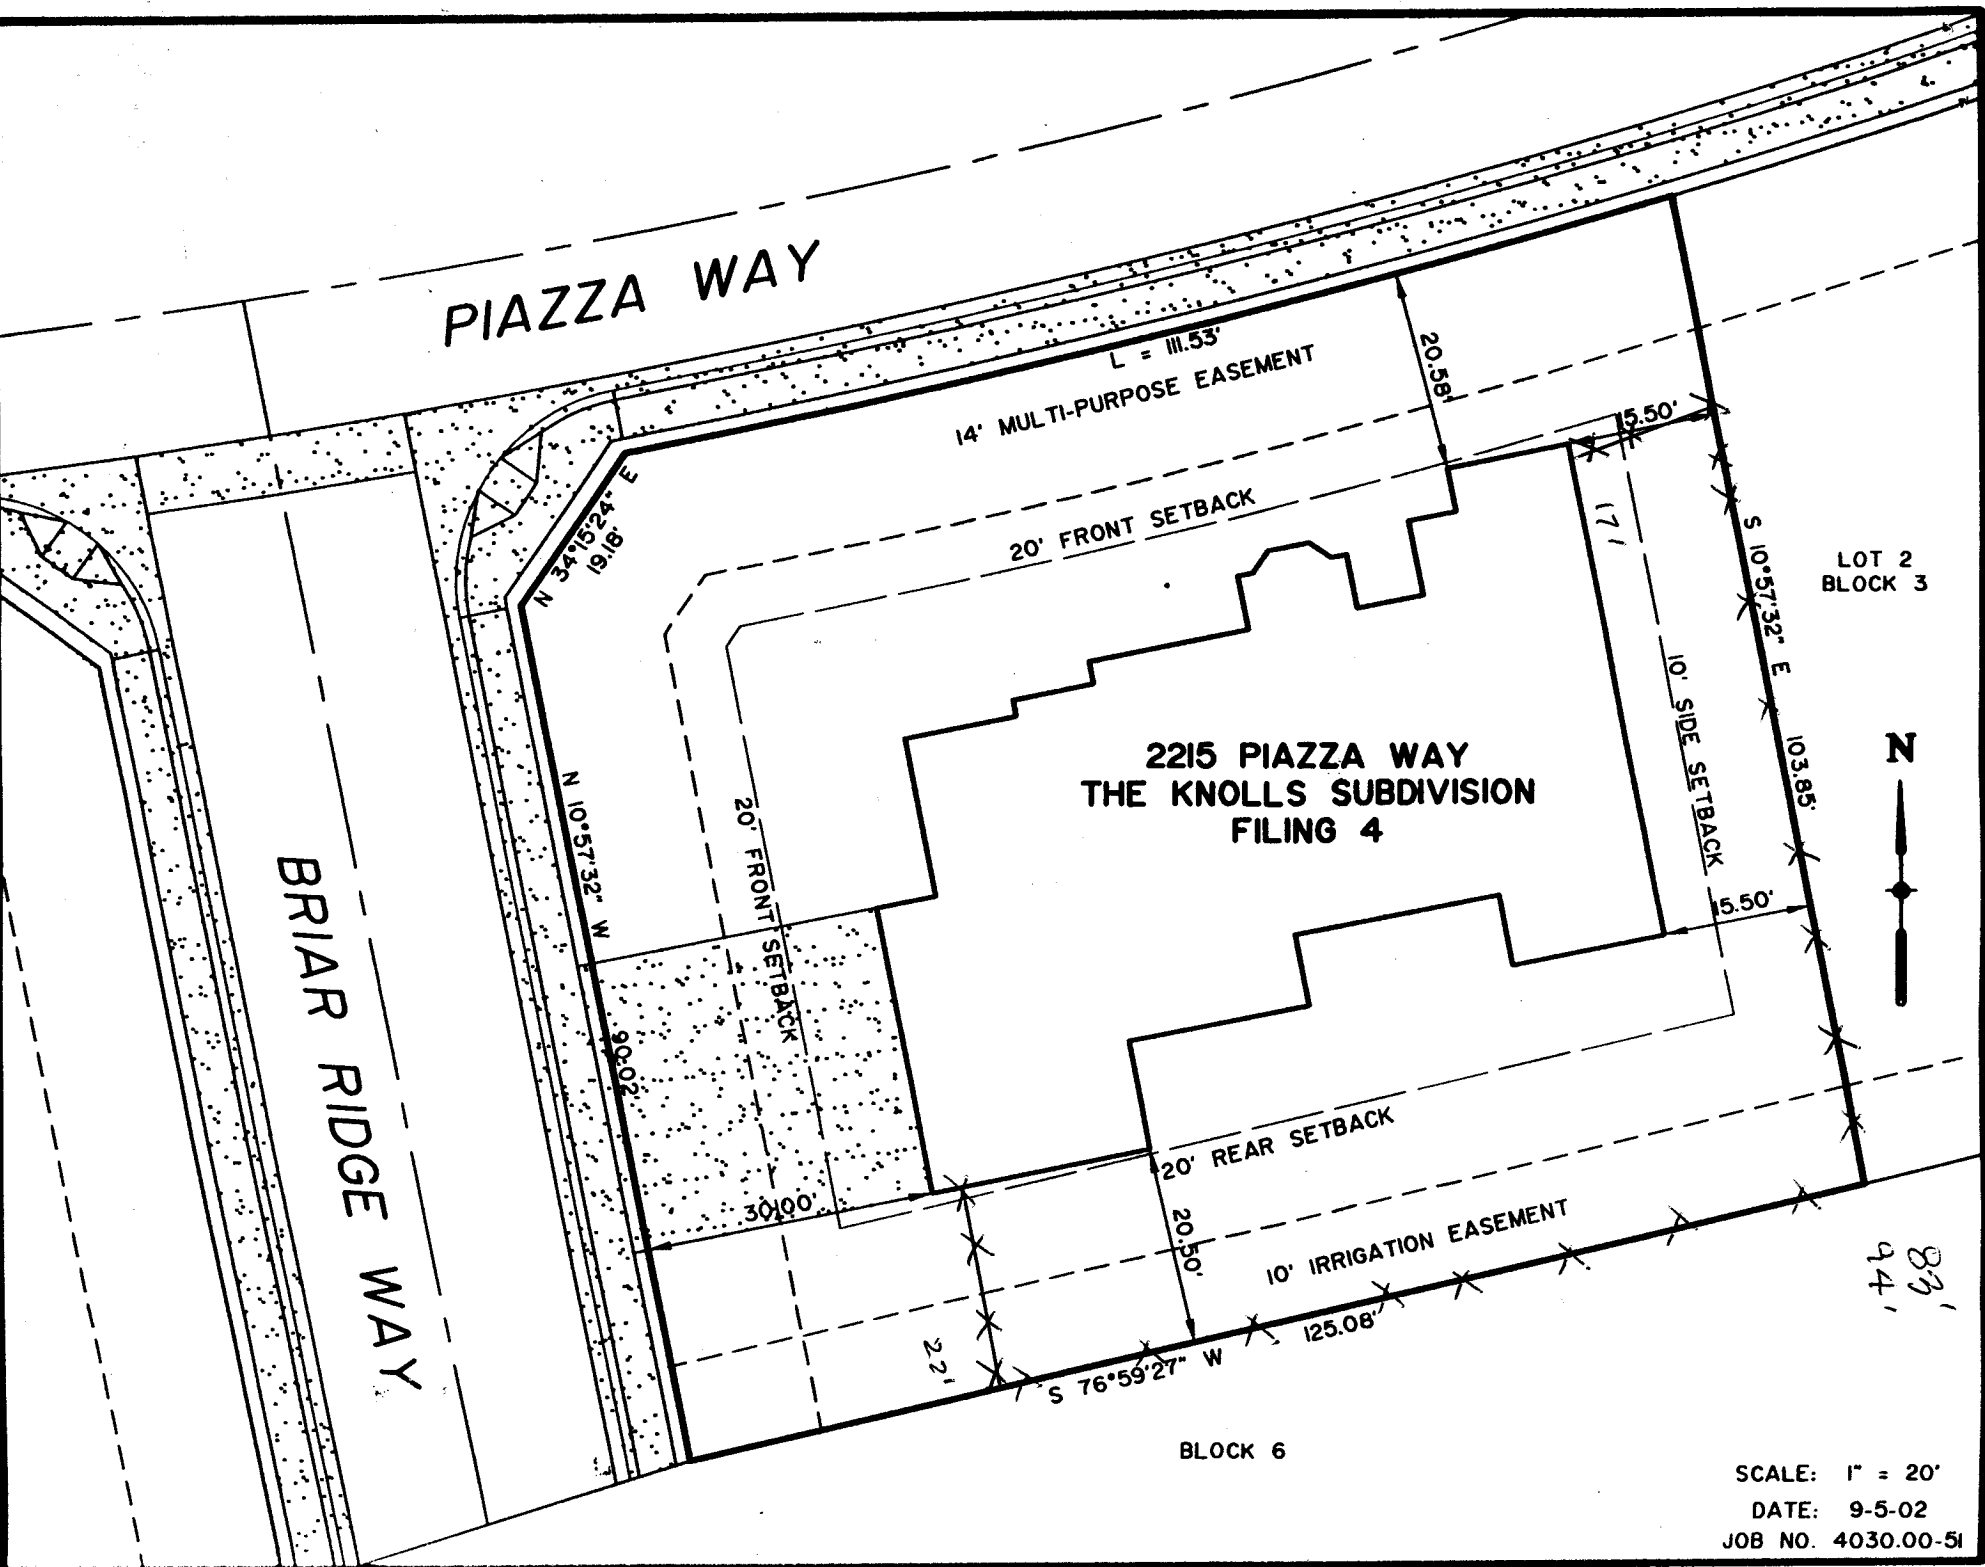 PIAZZA WAY
L = 111.53'
14' MULTI-PURPOSE EASEMENT
20.58'
15.50'
N 34°15'24" E
19.18'
20' FRONT SETBACK
17'
S 10°57'32" E
103.85'
LOT 2
BLOCK 3
10' SIDE SETBACK
N
2215 PIAZZA WAY
THE KNOLLS SUBDIVISION
FILING 4
N 10°57'32" W
90.02'
20' FRONT SETBACK
BRIAR RIDGE WAY
15.50'
30.00'
20' REAR SETBACK
20.50'
10' IRRIGATION EASEMENT
22'
S 76°59'27" W
125.08'
83'
94'
BLOCK 6
SCALE: 1" = 20'
DATE: 9-5-02
JOB NO. 4030.00-51